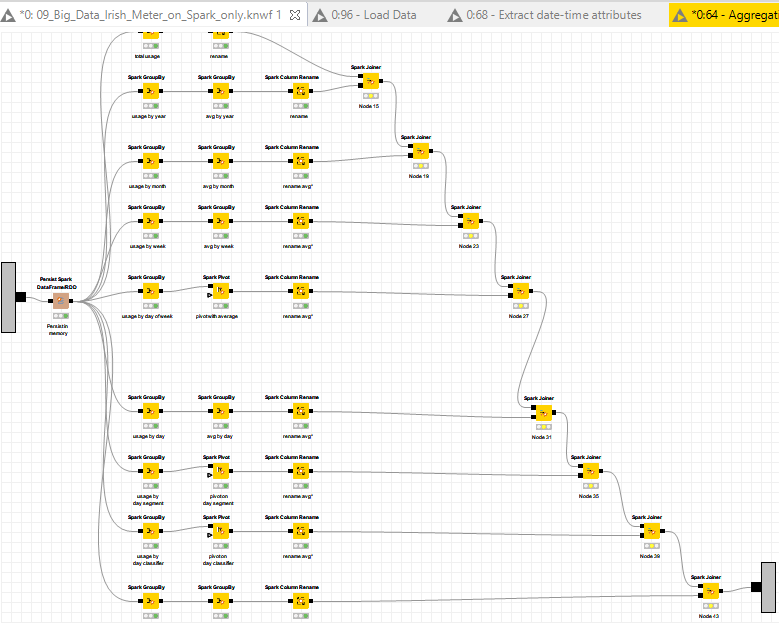 *0: 09_Big_Data_Irish_Meter_on_Spark_only.knwf 1
0:96 - Load Data
0:68 - Extract date-time attributes
*0:64 - Aggregati
total usage
rename
Spark GroupBy
Spark GroupBy
Spark Column Rename
Spark Joiner
usage by year
avg by year
rename
Node 15
Spark GroupBy
Spark GroupBy
Spark Column Rename
Spark Joiner
usage by month
avg by month
rename avg*
Node 19
Spark GroupBy
Spark GroupBy
Spark Column Rename
Spark Joiner
usage by week
avg by week
rename avg*
Node 23
Persist Spark
DataFrame/RDD
Persist in
memory
Spark GroupBy
Spark Pivot
Spark Column Rename
Spark Joiner
usage by day of week
pivot with average
rename avg*
Node 27
Spark GroupBy
Spark GroupBy
Spark Column Rename
Spark Joiner
usage by day
avg by day
rename avg*
Node 31
Spark GroupBy
Spark Pivot
Spark Column Rename
Spark Joiner
usage by
day segment
pivot on
day segment
rename avg*
Node 35
Spark GroupBy
Spark Pivot
Spark Column Rename
Spark Joiner
usage by
day classifier
pivot on
day classifier
rename avg*
Node 39
Spark GroupBy
Spark GroupBy
Spark Column Rename
Spark Joiner
Node 43